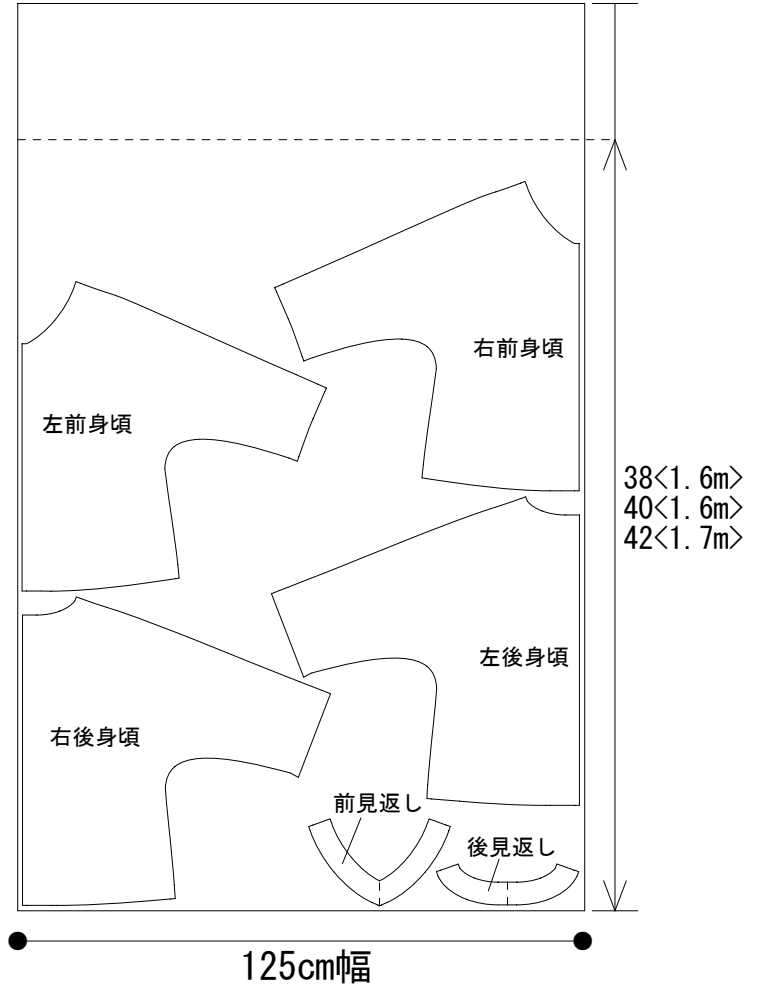 右前身頃
左前身頃
38<1.6m>
40<1.6m>
42<1.7m>
左後身頃
右後身頃
前見返し
後見返し
125cm幅